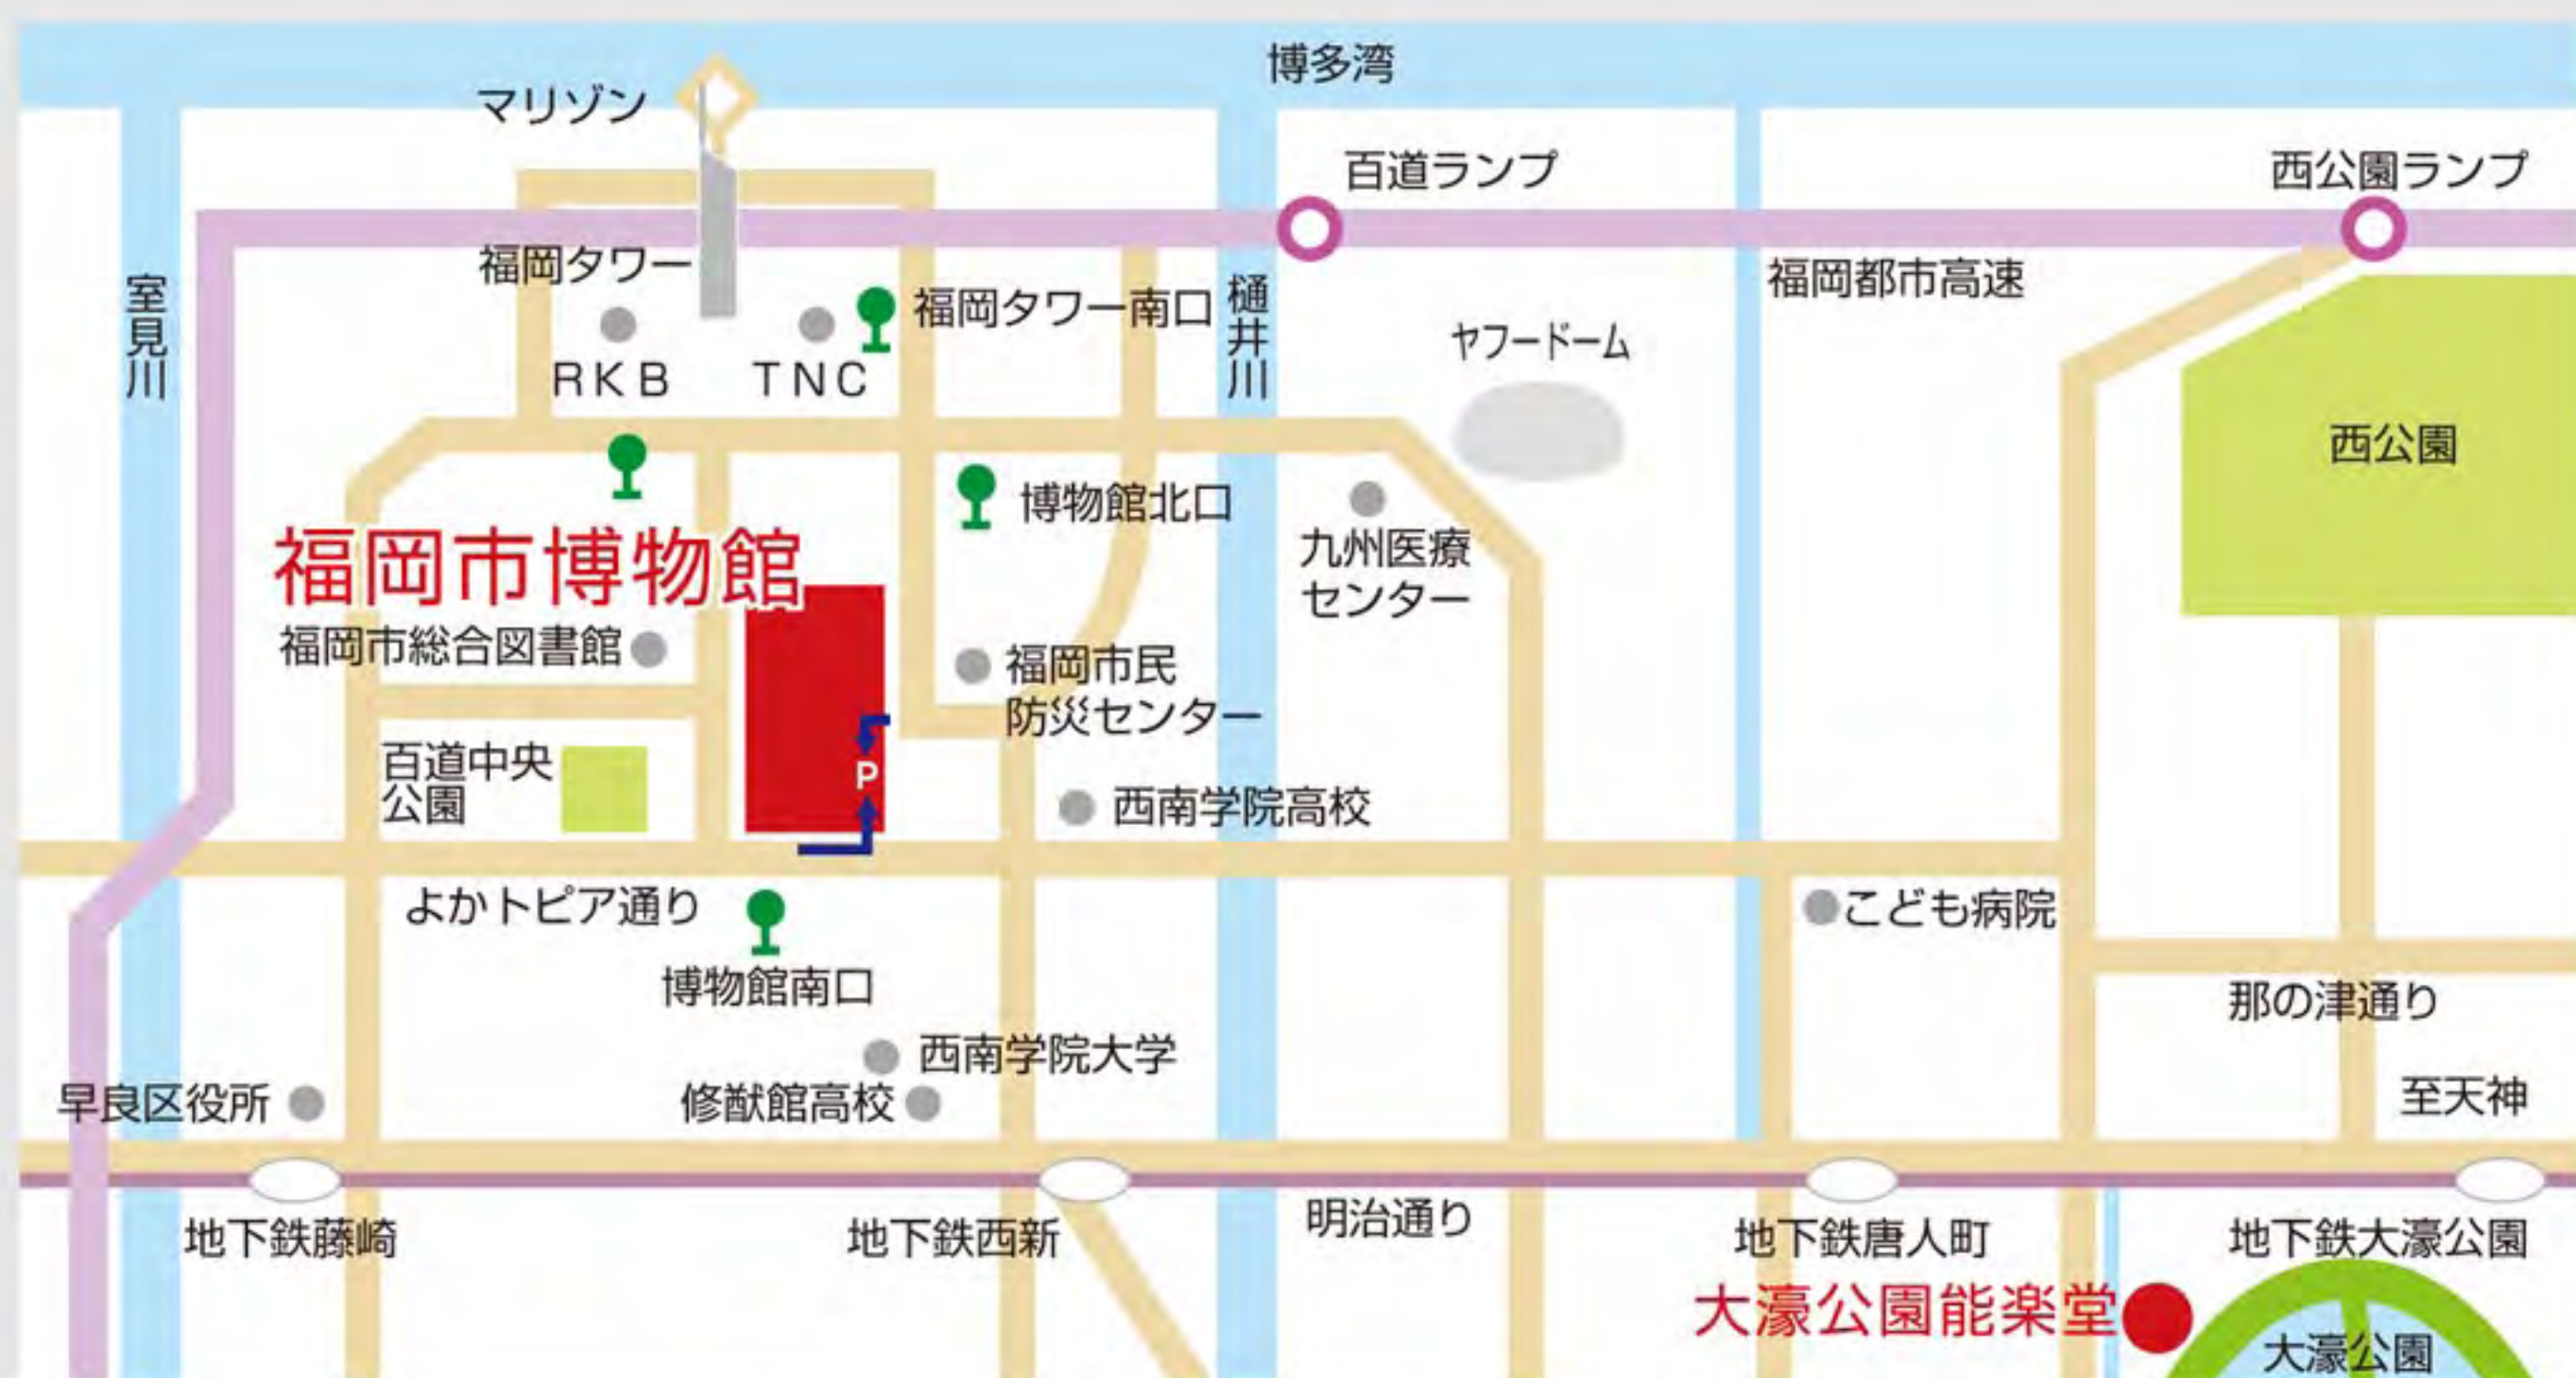 博多湾
マリゾン
百道ランプ
西公園ランプ
福岡タワー
福岡都市高速
室見川
福岡タワー南口
樋井川
ヤフードーム
RKB
TNC
西公園
博物館北口
福岡市博物館
九州医療
センター
福岡市総合図書館
福岡市民
防災センター
百道中央
公園
P
西南学院高校
よかトピア通り
こども病院
博物館南口
那の津通り
西南学院大学
早良区役所
修猷館高校
至天神
地下鉄藤崎
地下鉄西新
明治通り
地下鉄唐人町
地下鉄大濠公園
大濠公園能楽堂
大濠公園